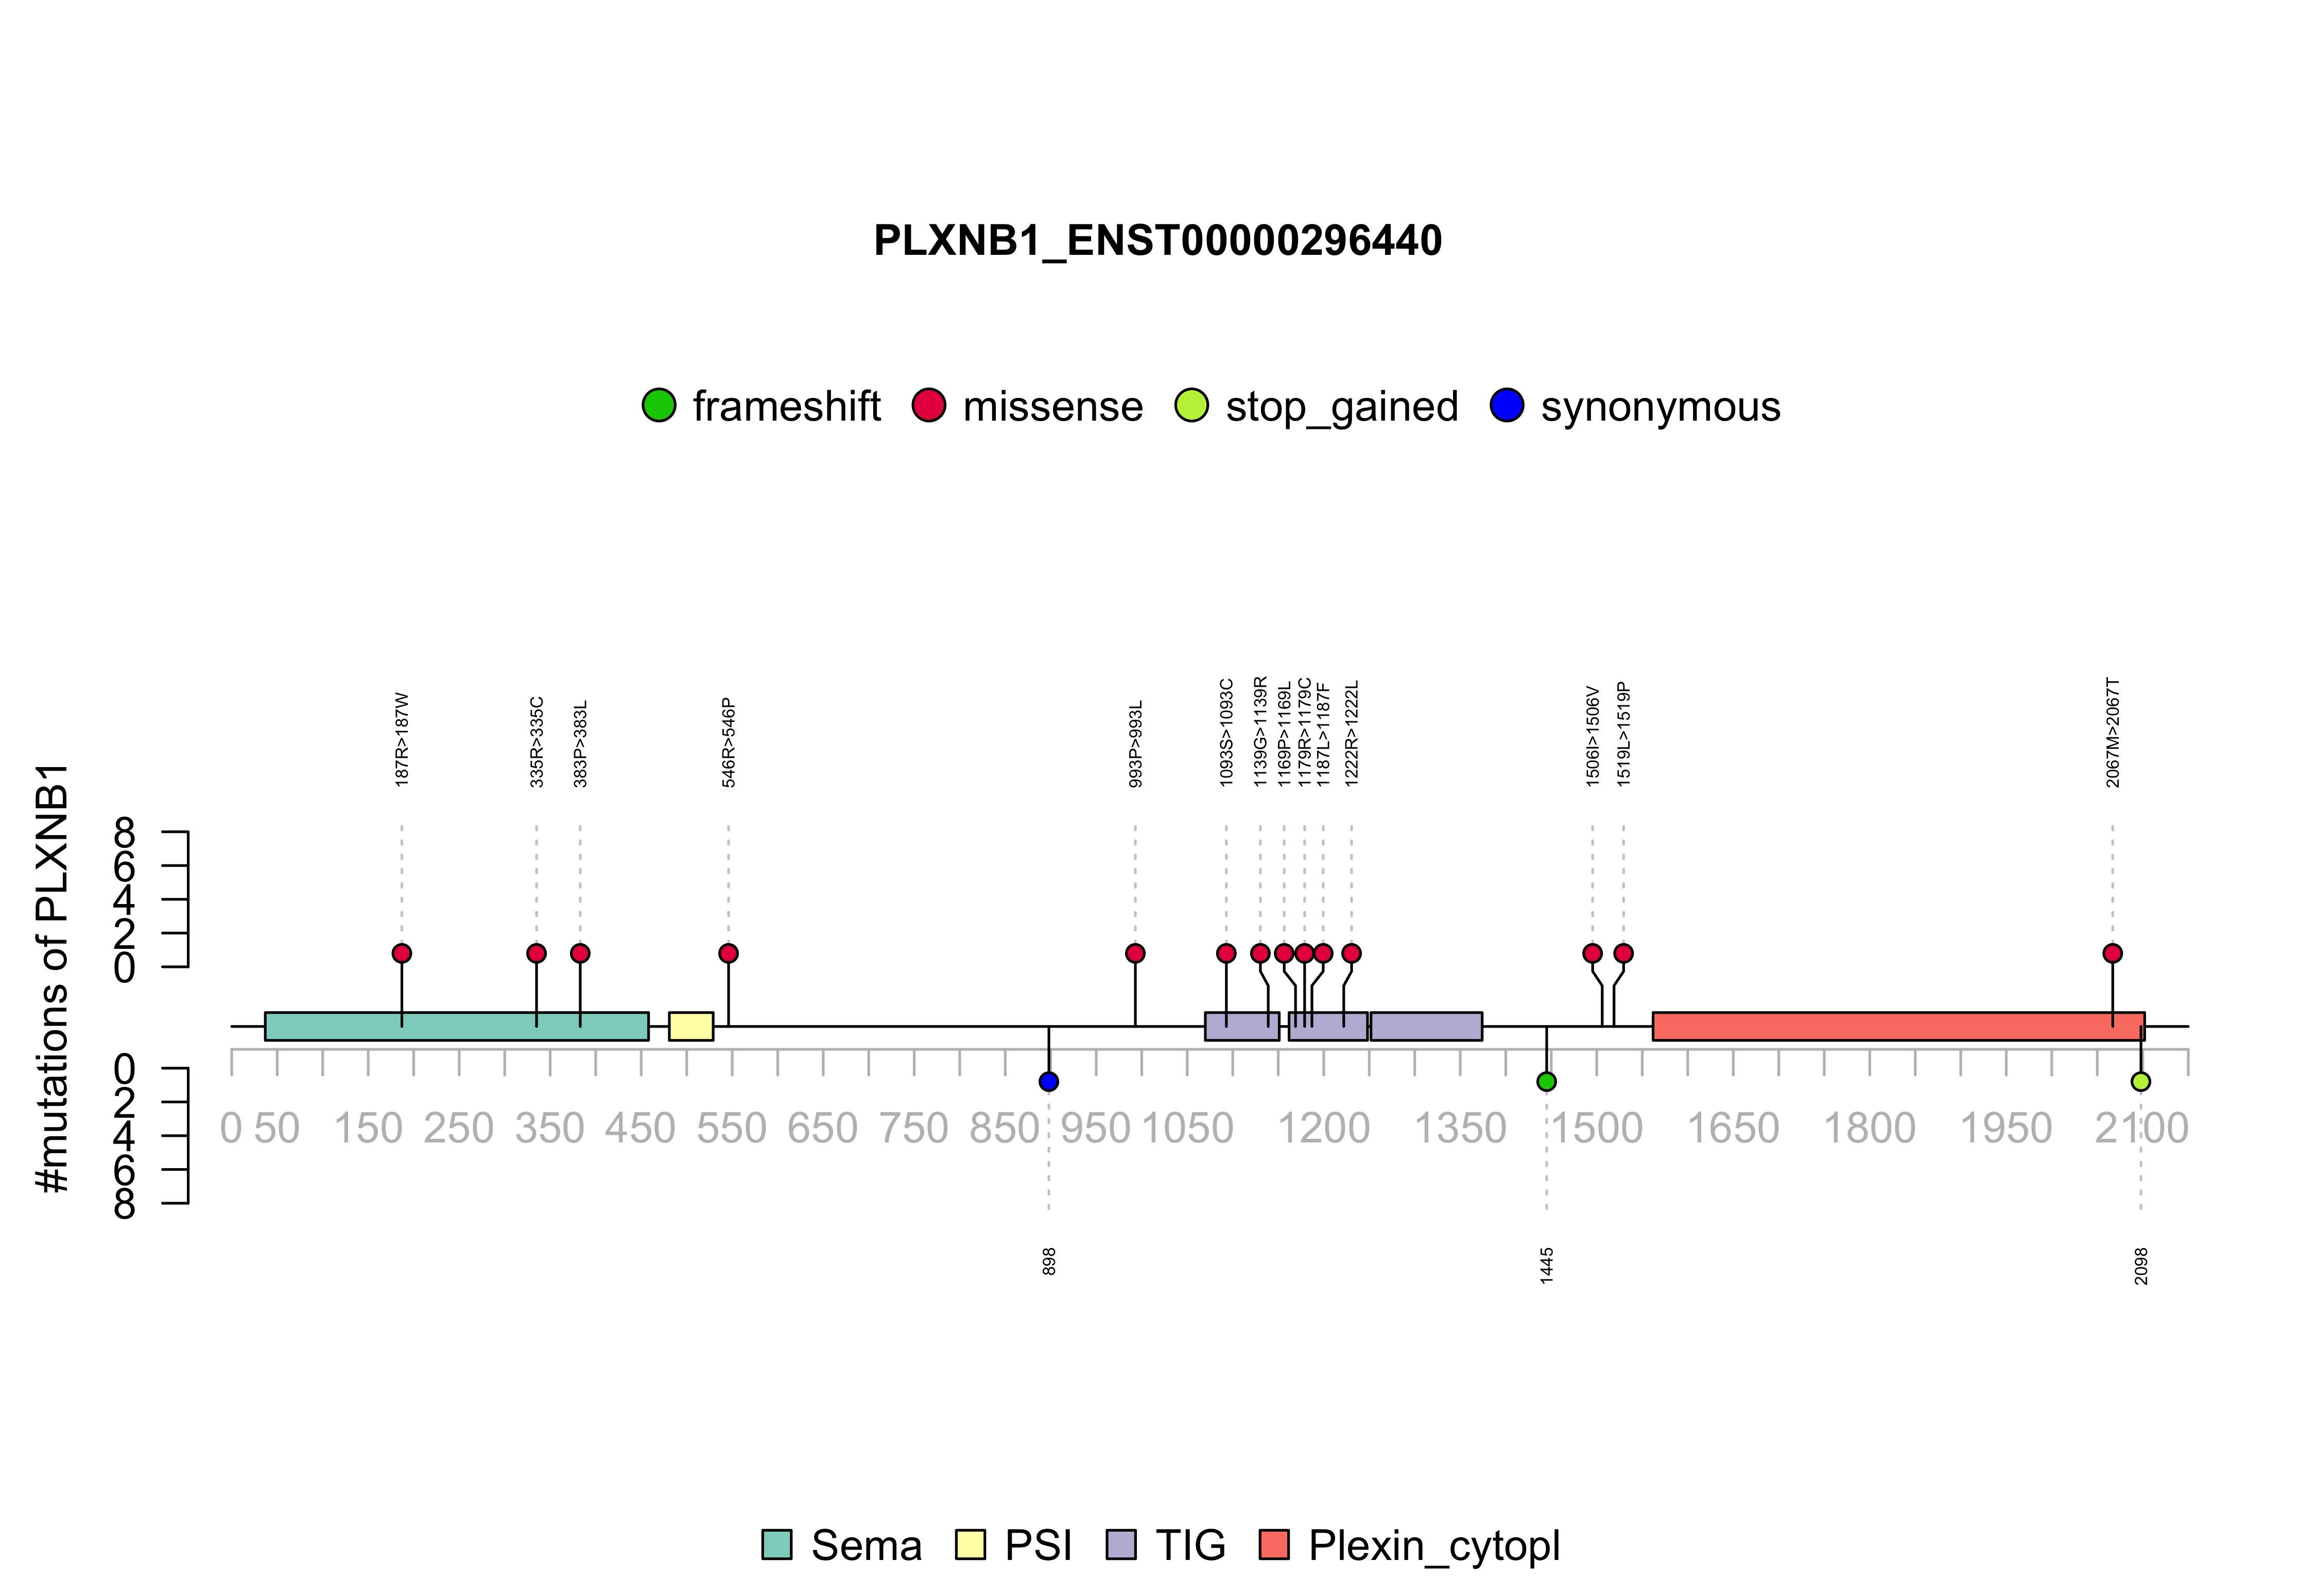 PLXNB1_ENST00000296440
frameshift missense stop_gained synonymous
187R>187W
335R>335C
383P>383L
546R>546P
993P>993L
1093S>1093C
1139G>1139R
1169P>1169L
1179R>1179C
1187L>1187F
1222R>1222L
1506I>1506V
1519L>1519P
2067M>2067T
#mutations of PLXNB1
8
6
4
2
0
0
2
4
6
8
0 50 150 250 350 450 550 650 750 850 950 1050 1200 1350 1500 1650 1800 1950 2100
898
1445
2098
Sema PSI TIG Plexin_cytopl